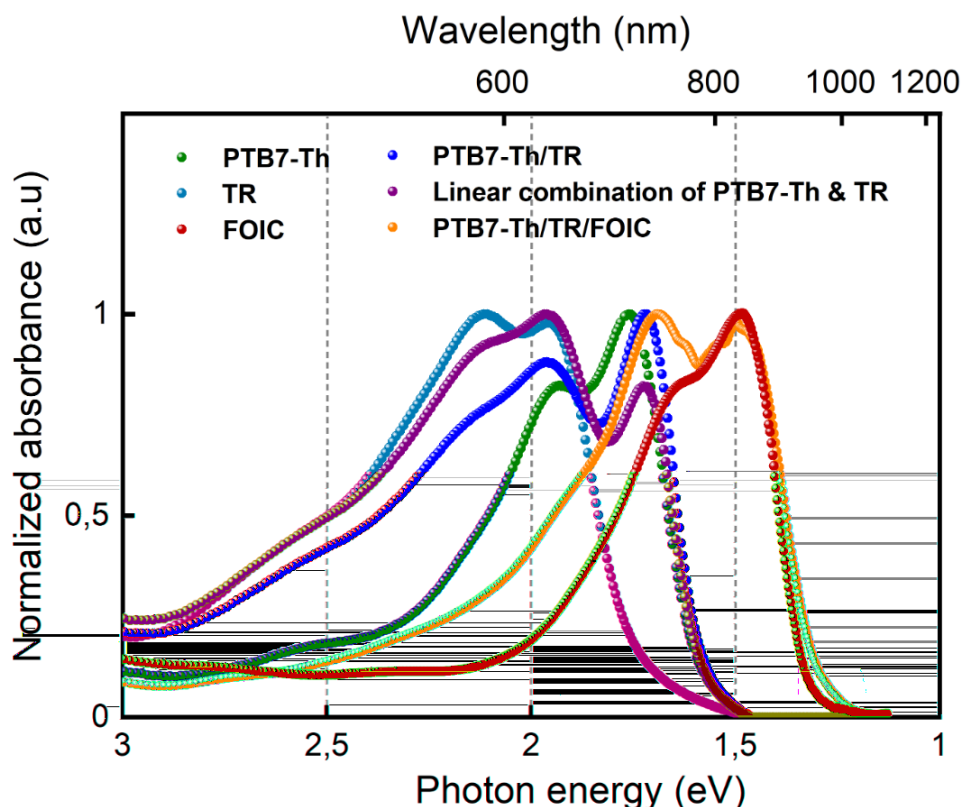 Wavelength (nm)
600 800 1000 1200
PTB7-Th
TR
FOIC
PTB7-Th/TR
Linear combination of PTB7-Th & TR
PTB7-Th/TR/FOIC
Normalized absorbance (a.u)
1
0,5
0
3 2,5 2 1,5 1
Photon energy (eV)